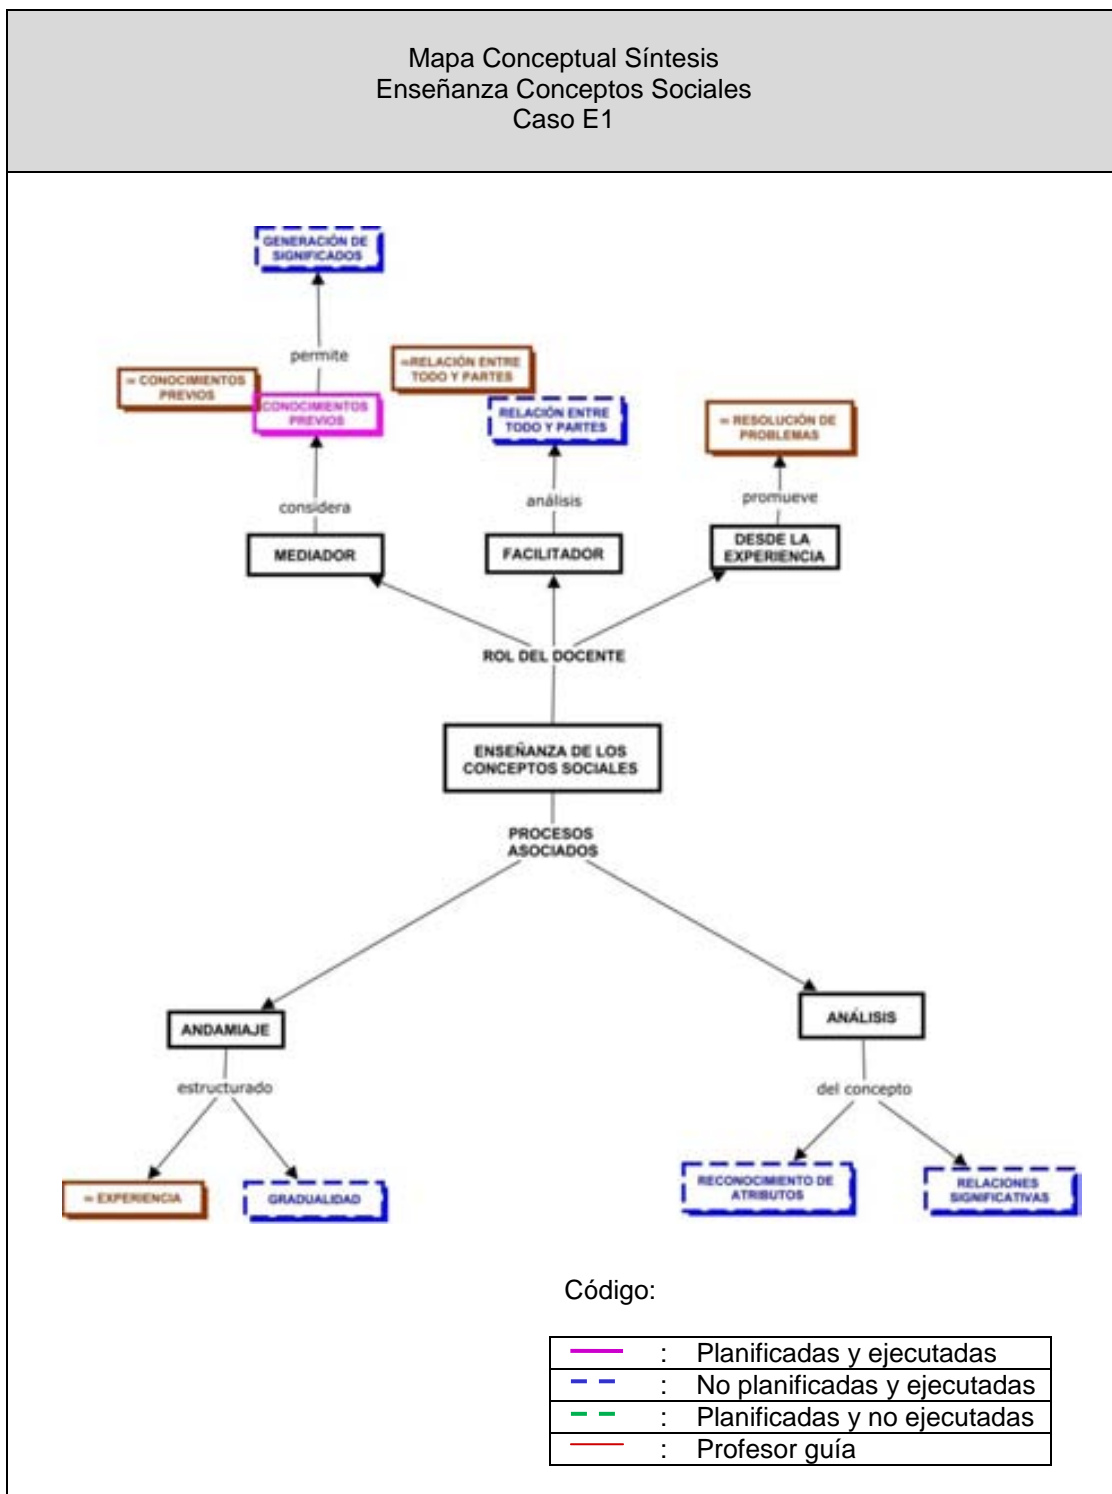 Mapa Conceptual Síntesis
Enseñanza Conceptos Sociales
Caso E1
GENERACIÓN DE
SIGNIFICADOS
permite
∞ CONOCIMIENTOS
PREVIOS
CONOCIMIENTOS
PREVIOS
∞RELACIÓN ENTRE
TODO Y PARTES
RELACIÓN ENTRE
TODO Y PARTES
∞ RESOLUCIÓN DE
PROBLEMAS
considera
análisis
promueve
MEDIADOR
FACILITADOR
DESDE LA
EXPERIENCIA
ROL DEL DOCENTE
ENSEÑANZA DE LOS
CONCEPTOS SOCIALES
PROCESOS
ASOCIADOS
ANDAMIAJE
ANÁLISIS
estructurado
del concepto
∞ EXPERIENCIA
GRADUALIDAD
RECONOCIMIENTO DE
ATRIBUTOS
RELACIONES
SIGNIFICATIVAS
Código:
: Planificadas y ejecutadas
: No planificadas y ejecutadas
: Planificadas y no ejecutadas
: Profesor guía